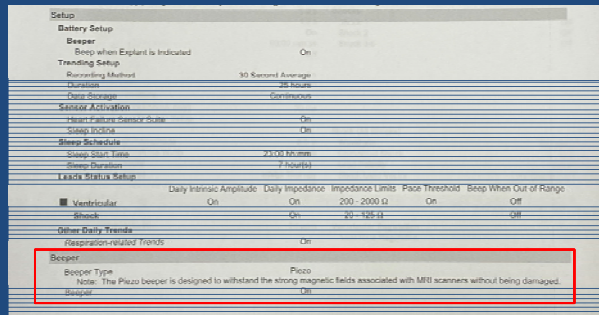 Setup
Battery Setup
Beeper
Beep when Explant is Indicated On
Trending Setup
Recording Method 30 Second Average
Duration 25 hours
Data Storage Continuous
Sensor Activation
Heart Failure Sensor Suite On
Sleep Incline On
Sleep Schedule
Sleep Start Time 23:00 hh:mm
Sleep Duration 7 hour(s)
Leads Status Setup
Daily Intrinsic Amplitude Daily Impedance Impedance Limits Pace Threshold Beep When Out of Range
Ventricular On On 200 - 2000 Ω On Off
Shock On 20 - 125 Ω Off
Other Daily Trends
Respiration-related Trends On
Beeper
Beeper Type Piezo
Note: The Piezo beeper is designed to withstand the strong magnetic fields associated with MRI scanners without being damaged.
Beeper On